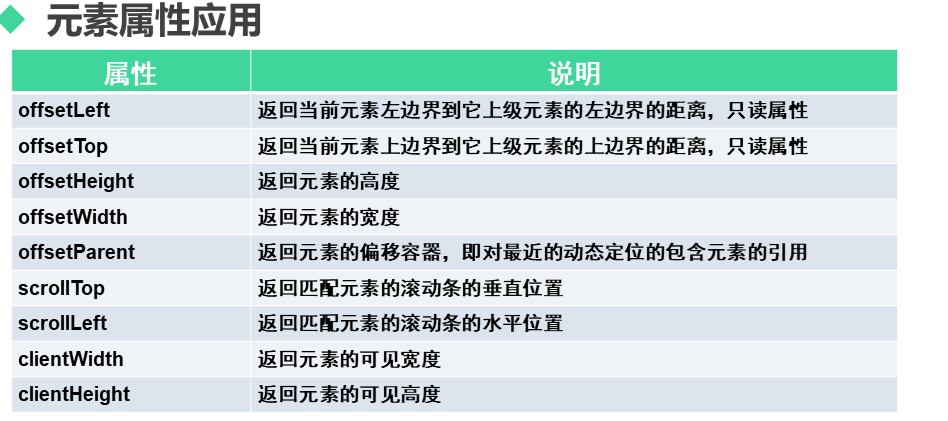 元素属性应用
属性 说明
offsetLeft 返回当前元素左边界到它上级元素的左边界的距离，只读属性
offsetTop 返回当前元素上边界到它上级元素的上边界的距离，只读属性
offsetHeight 返回元素的高度
offsetWidth 返回元素的宽度
offsetParent 返回元素的偏移容器，即对最近的动态定位的包含元素的引用
scrollTop 返回匹配元素的滚动条的垂直位置
scrollLeft 返回匹配元素的滚动条的水平位置
clientWidth 返回元素的可见宽度
clientHeight 返回元素的可见高度